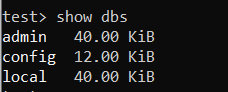 test> show dbs
admin   40.00 KiB
config  12.00 KiB
local   40.00 KiB